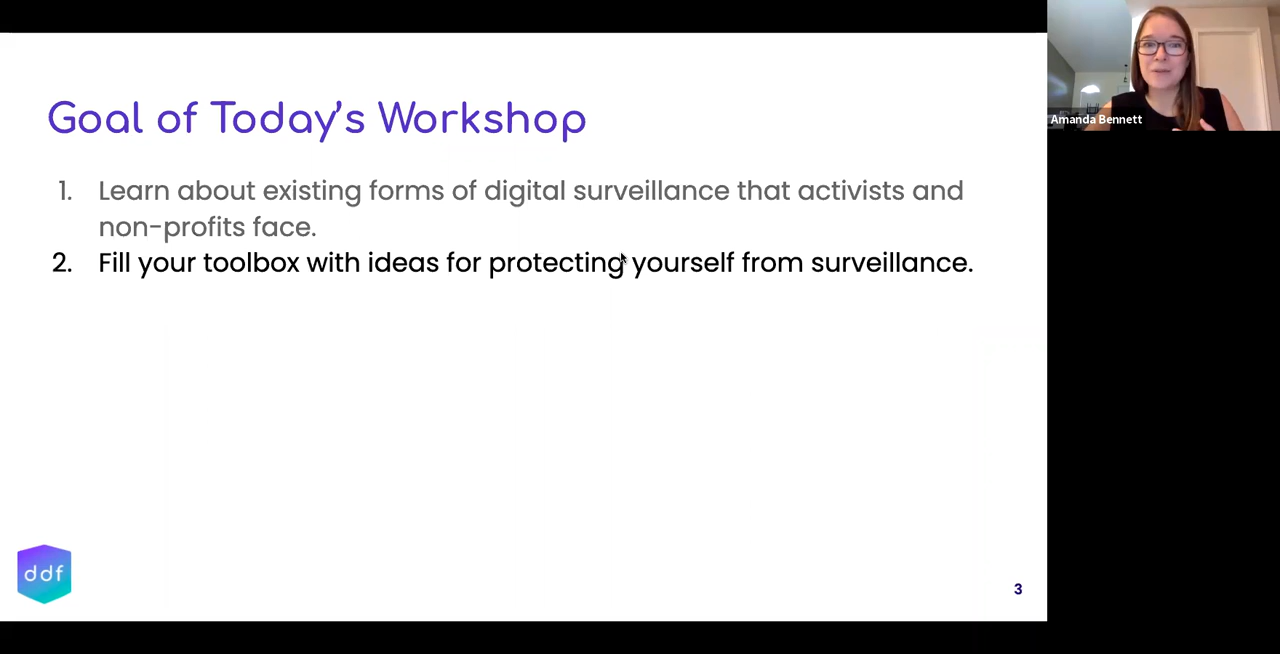 Goal of Today's Workshop
1. Learn about existing forms of digital surveillance that activists and
non-profits face.
2. Fill your toolbox with ideas for protecting yourself from surveillance.
ddf
3
Amanda Bennett